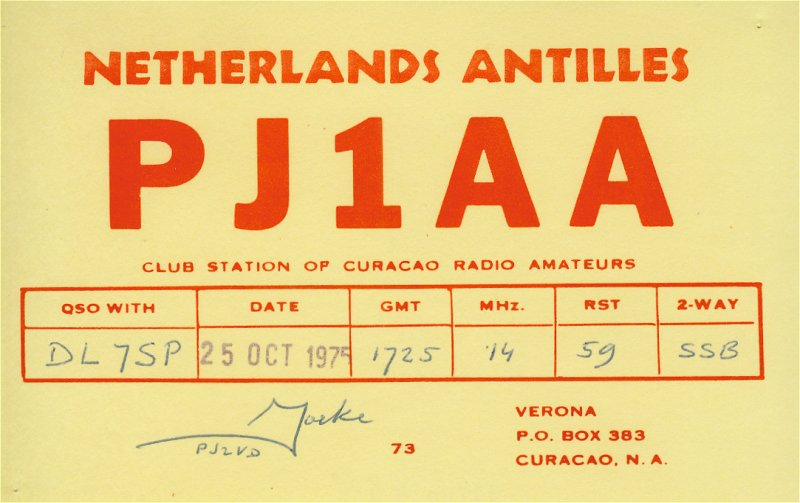 NETHERLANDS ANTILLES
PJ1AA
CLUB STATION OF CURACAO RADIO AMATEURS
QSO WITH DATE GMT MHz. RST 2-WAY
DL7SP 25 OCT 1975 1725 14 59 SSB
VERONA
PJ2VD 73 P.O. BOX 383
CURACAO, N. A.